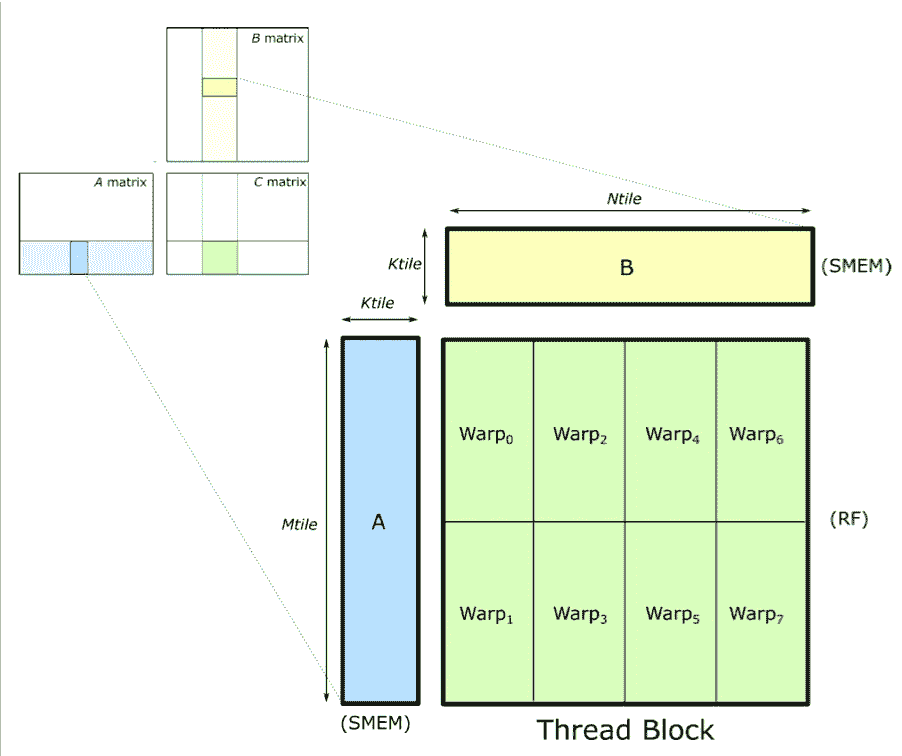 B matrix
A matrix
C matrix
Ntile
Ktile
B
(SMEM)
Ktile
Mtile
A
Warp₀ Warp₂ Warp₄ Warp₆
(RF)
Warp₁ Warp₃ Warp₅ Warp₇
(SMEM)
Thread Block